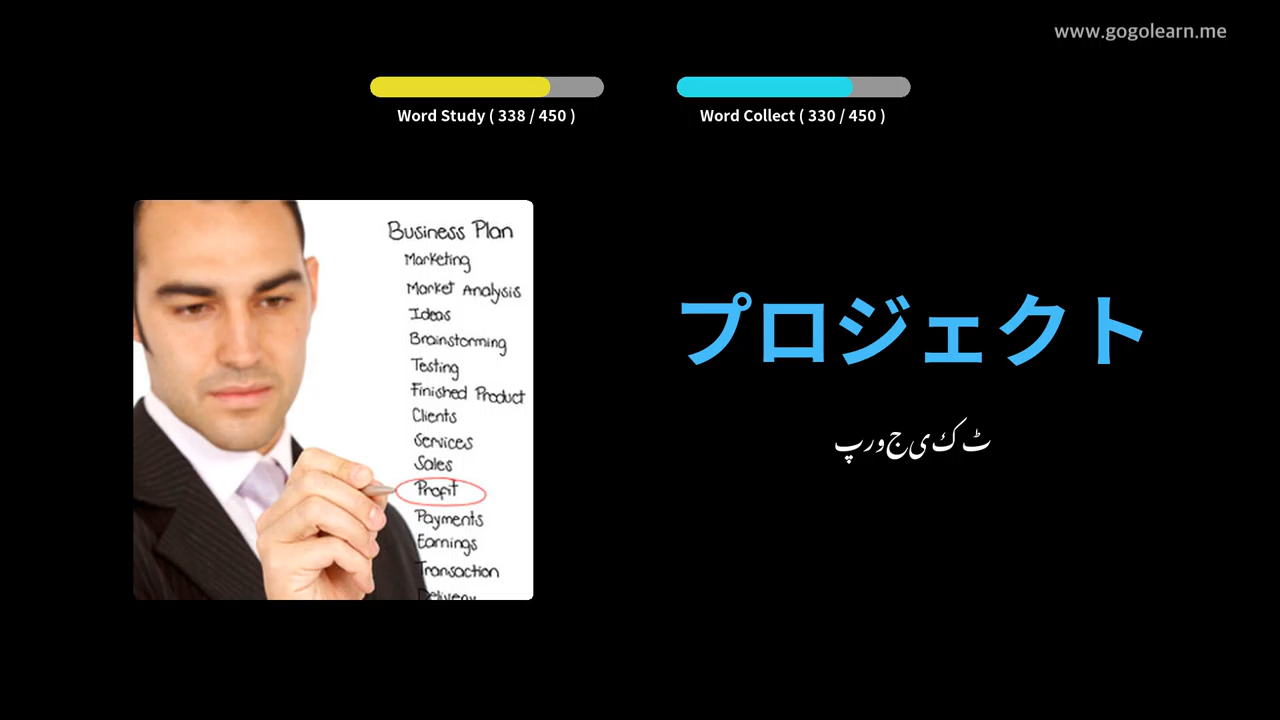 www.gogolearn.me
Word Study ( 338 / 450 )
Word Collect ( 330 / 450 )
Business Plan
Marketing
Market Analysis
Ideas
Brainstorming
Testing
Finished Product
Clients
Services
Sales
Profit
Payments
Earnings
Transaction
Delivery
プロジェクト
ٹ ک ی ج و ر پ